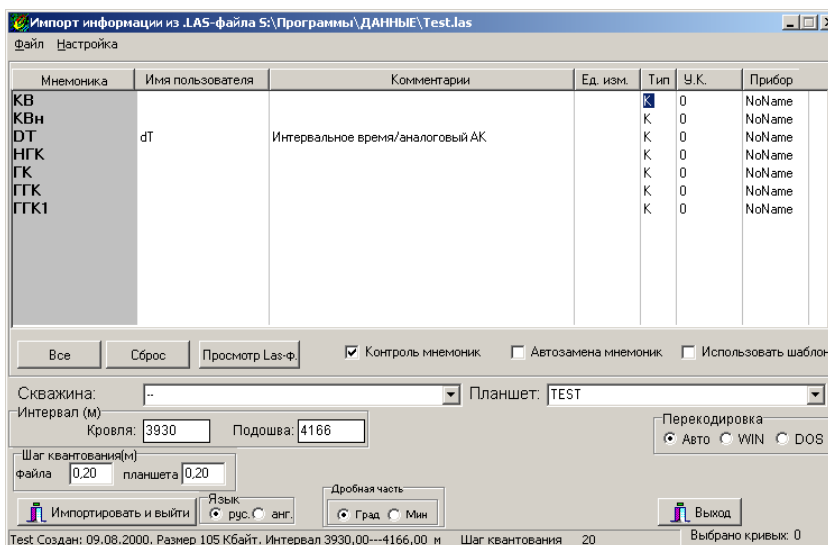 Импорт информации из .LAS-файла S:\Программы\ДАННЫЕ\Test.las
Файл Настройка
Мнемоника Имя пользователя Комментарии Ед. изм. Тип У.К. Прибор
КВ К 0 NoName
КВн К 0 NoName
DT dT Интервальное время/аналоговый АК К 0 NoName
НГК К 0 NoName
ГК К 0 NoName
ГГК К 0 NoName
ГГК1 К 0 NoName
Все Сброс Просмотр Las-ф. Контроль мнемоник Автозамена мнемоник Использовать шаблон
Скважина: -- Планшет: TEST
Интервал (м)
Кровля: 3930 Подошва: 4166
Перекодировка
Авто WIN DOS
Шаг квантования(м)
файла 0,20 планшета 0,20
Импортировать и выйти
Язык
рус. анг.
Дробная часть
Град Мин
Выход
Test Создан: 09.08.2000. Размер 105 Кбайт. Интервал 3930,00---4166,00 м Шаг квантования 20 Выбрано кривых: 0